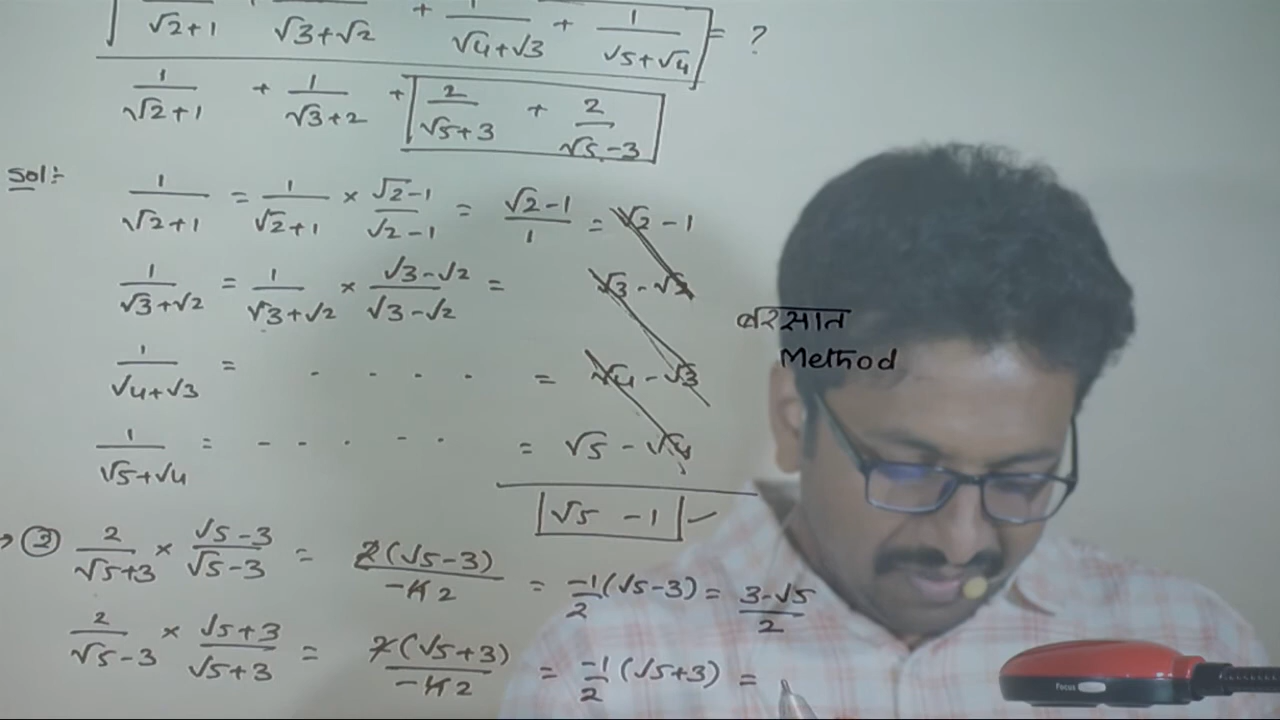 1/(√2+1) + 1/(√3+√2) + 1/(√4+√3) + 1/(√5+√4) = ?
1/(√2+1) + 1/(√3+2) + 2/(√5+3) + 2/(√5-3)
Sol:-
1/(√2+1) = 1/(√2+1) × (√2-1)/(√2-1) = (√2-1)/1 = √2-1
1/(√3+√2) = 1/(√3+√2) × (√3-√2)/(√3-√2) = √3-√2
1/(√4+√3) = . . . . = √4-√3
1/(√5+√4) = - - . - . = √5-√4
√5 -1
बरसात
Method
→ ② 2/(√5+3) × (√5-3)/(√5-3) = 2(√5-3)/-4 2 = -1/2(√5-3) = (3-√5)/2
2/(√5-3) × (√5+3)/(√5+3) = 2(√5+3)/-4 2 = -1/2(√5+3) =
Focus